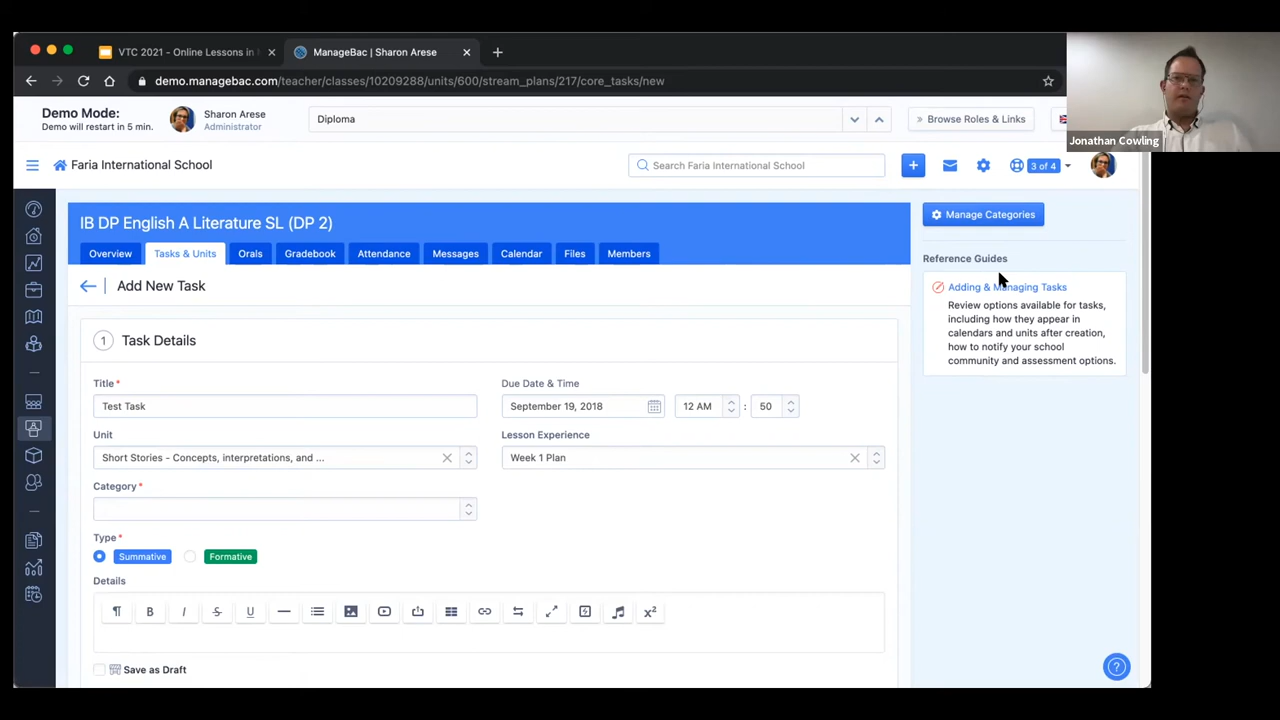 VTC 2021 - Online Lessons in
ManageBac | Sharon Arese
demo.managebac.com/teacher/classes/10209288/units/600/stream_plans/217/core_tasks/new
Demo Mode:
Demo will restart in 5 min.
Sharon Arese
Administrator
Diploma
» Browse Roles & Links
Jonathan Cowling
Faria International School
Search Faria International School
3 of 4
IB DP English A Literature SL (DP 2)
Manage Categories
Overview
Tasks & Units
Orals
Gradebook
Attendance
Messages
Calendar
Files
Members
Reference Guides
Add New Task
Adding & Managing Tasks
Review options available for tasks,
including how they appear in
calendars and units after creation,
how to notify your school
community and assessment options.
1 Task Details
Title*
Due Date & Time
Test Task
September 19, 2018
12 AM : 50
Unit
Lesson Experience
Short Stories - Concepts, interpretations, and ...
Week 1 Plan
Category*
Type*
Summative
Formative
Details
Save as Draft